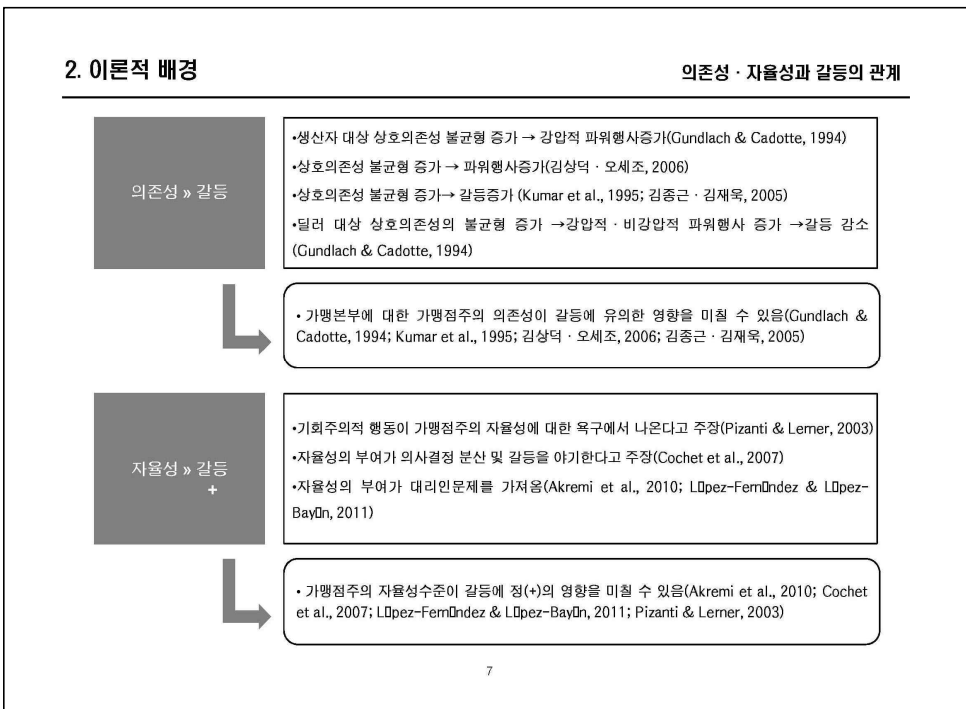 2. 이론적 배경
의존성 · 자율성과 갈등의 관계
의존성 » 갈등
•생산자 대상 상호의존성 불균형 증가 → 강압적 파워행사증가(Gundlach & Cadotte, 1994)
•상호의존성 불균형 증가 → 파워행사증가(김상덕 · 오세조, 2006)
•상호의존성 불균형 증가→ 갈등증가 (Kumar et al., 1995; 김종근 · 김재욱, 2005)
•딜러 대상 상호의존성의 불균형 증가 →강압적 · 비강압적 파워행사 증가 →갈등 감소
(Gundlach & Cadotte, 1994)
• 가맹본부에 대한 가맹점주의 의존성이 갈등에 유의한 영향을 미칠 수 있음(Gundlach &
Cadotte, 1994; Kumar et al., 1995; 김상덕 · 오세조, 2006; 김종근 · 김재욱, 2005)
자율성 » 갈등
+
•기회주의적 행동이 가맹점주의 자율성에 대한 욕구에서 나온다고 주장(Pizanti & Lerner, 2003)
•자율성의 부여가 의사결정 분산 및 갈등을 야기한다고 주장(Cochet et al., 2007)
•자율성의 부여가 대리인문제를 가져옴(Akremi et al., 2010; L▯pez-Fern▯ndez & L▯pez-
Bay▯n, 2011)
• 가맹점주의 자율성수준이 갈등에 정(+)의 영향을 미칠 수 있음(Akremi et al., 2010; Cochet
et al., 2007; L▯pez-Fern▯ndez & L▯pez-Bay▯n, 2011; Pizanti & Lerner, 2003)
7